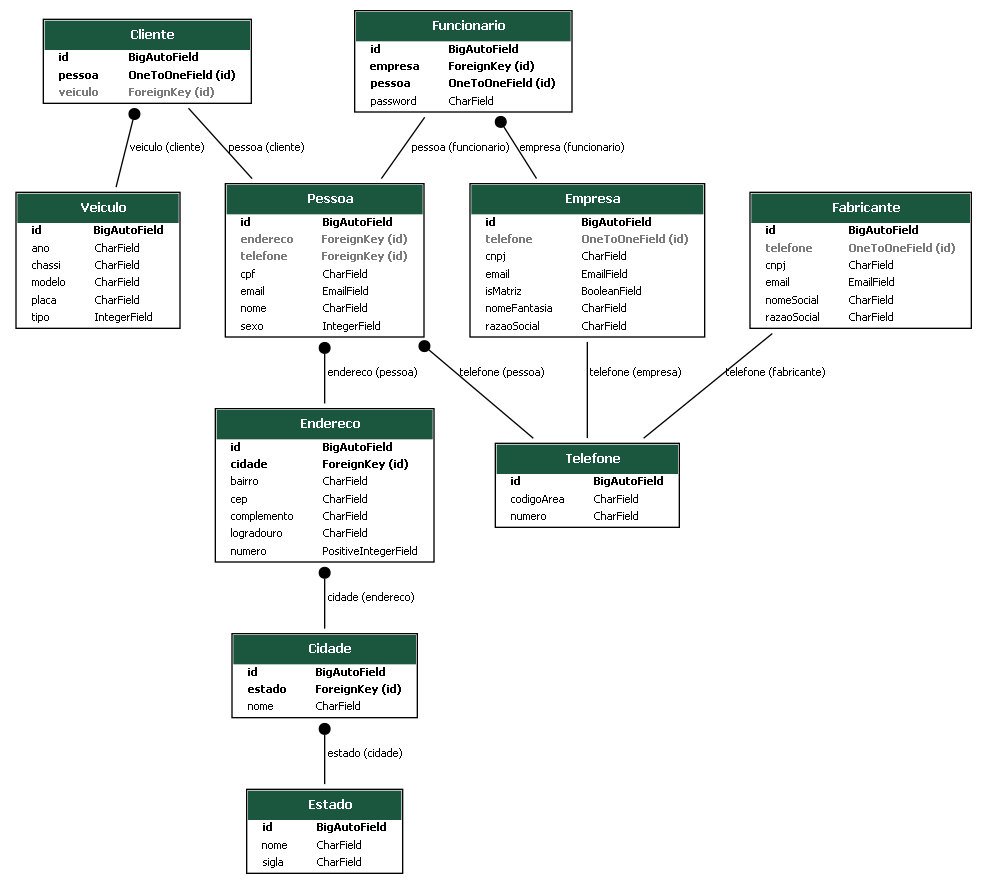 Cliente
id BigAutoField
pessoa OneToOneField (id)
veiculo ForeignKey (id)
Funcionario
id BigAutoField
empresa ForeignKey (id)
pessoa OneToOneField (id)
password CharField
veiculo (cliente)
pessoa (cliente)
pessoa (funcionario)
empresa (funcionario)
Veiculo
id BigAutoField
ano CharField
chassi CharField
modelo CharField
placa CharField
tipo IntegerField
Pessoa
id BigAutoField
endereco ForeignKey (id)
telefone ForeignKey (id)
cpf CharField
email EmailField
nome CharField
sexo IntegerField
Empresa
id BigAutoField
telefone OneToOneField (id)
cnpj CharField
email EmailField
isMatriz BooleanField
nomeFantasia CharField
razaoSocial CharField
Fabricante
id BigAutoField
telefone OneToOneField (id)
cnpj CharField
email EmailField
nomeSocial CharField
razaoSocial CharField
endereco (pessoa)
telefone (pessoa)
telefone (empresa)
telefone (fabricante)
Endereco
id BigAutoField
cidade ForeignKey (id)
bairro CharField
cep CharField
complemento CharField
logradouro CharField
numero PositiveIntegerField
Telefone
id BigAutoField
codigoArea CharField
numero CharField
cidade (endereco)
Cidade
id BigAutoField
estado ForeignKey (id)
nome CharField
estado (cidade)
Estado
id BigAutoField
nome CharField
sigla CharField